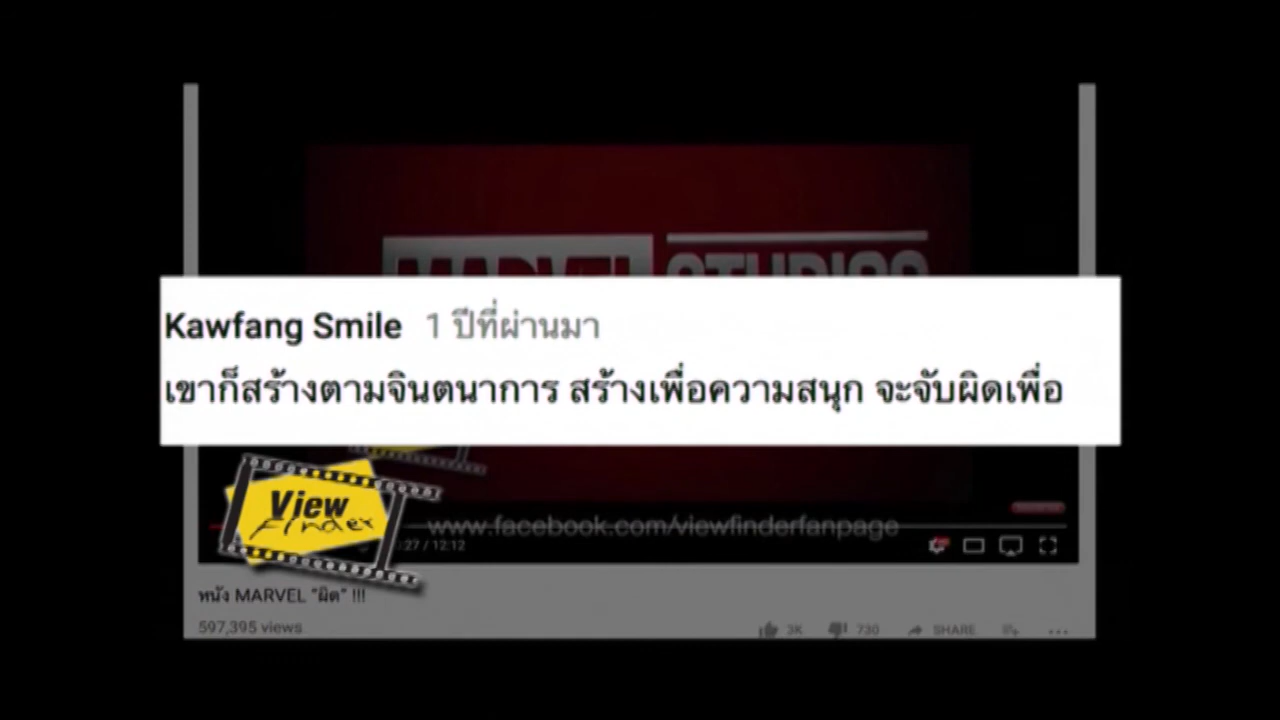 MARVEL STUDIOS
Kawfang Smile 1 ปีที่ผ่านมา
เขาก็สร้างตามจินตนาการ สร้างเพื่อความสนุก จะจับผิดเพื่อ
View
Finder
www.facebook.com/viewfinderfanpage
:27 / 12:12
หนัง MARVEL “ผิด” !!!
597,395 views
3K
730
SHARE